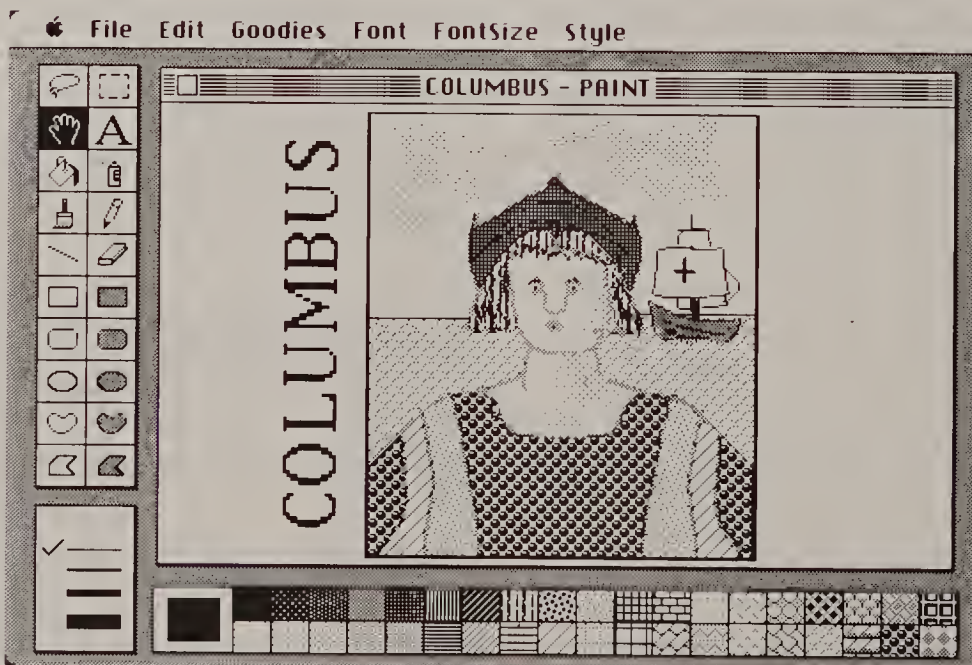 File Edit Goodies Font FontSize Style
COLUMBUS - PAINT
A
COLUMBUS